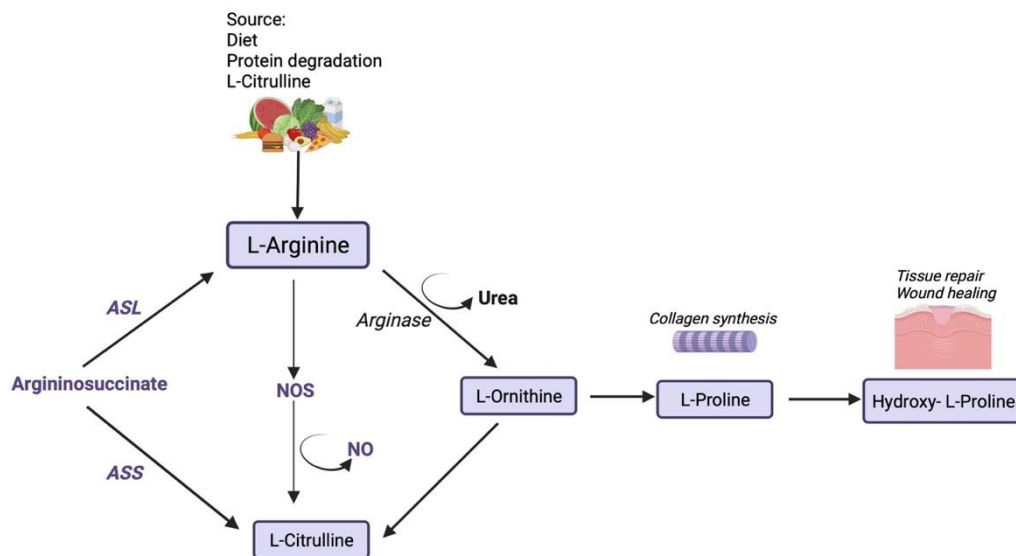 Source:
Diet
Protein degradation
L-Citrulline
L-Arginine
ASL
Arginase
Urea
Tissue repair
Wound healing
Collagen synthesis
Argininosuccinate
NOS
L-Ornithine
L-Proline
Hydroxy- L-Proline
ASS
NO
L-Citrulline